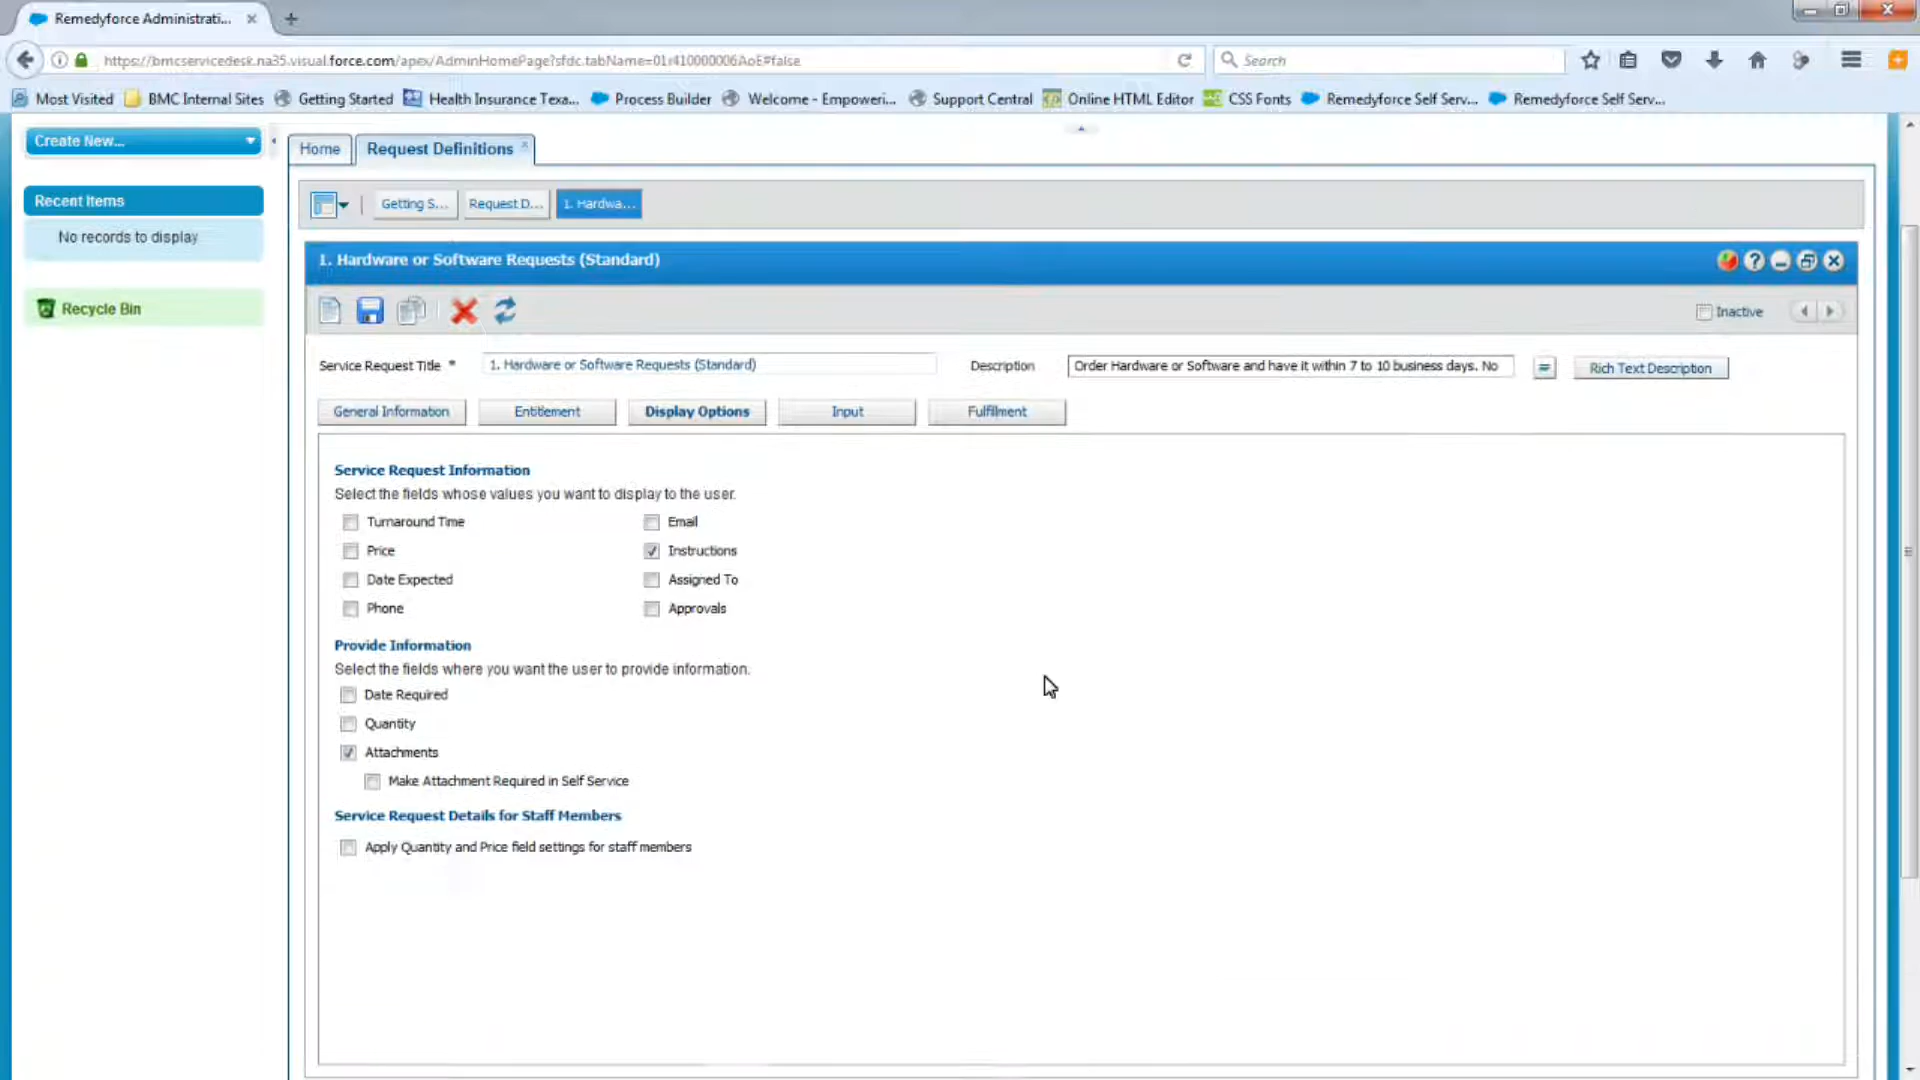 Remedyforce Administrati...
https://bmcservicedesk.na35.visual.force.com/apex/AdminHomePage?sfdc.tabName=01r410000006AoE#false
Search
Most Visited
BMC Internal Sites
Getting Started
Health Insurance Texa...
Process Builder
Welcome - Empoweri...
Support Central
Online HTML Editor
CSS Fonts
Remedyforce Self Serv...
Remedyforce Self Serv...
Create New...
Recent Items
No records to display
Recycle Bin
Home
Request Definitions
Getting S...
Request D...
1. Hardwa...
1. Hardware or Software Requests (Standard)
Inactive
Service Request Title *
1. Hardware or Software Requests (Standard)
Description
Order Hardware or Software and have it within 7 to 10 business days. No
Rich Text Description
General Information
Entitlement
Display Options
Input
Fulfillment
Service Request Information
Select the fields whose values you want to display to the user.
Turnaround Time
Email
Price
Instructions
Date Expected
Assigned To
Phone
Approvals
Provide Information
Select the fields where you want the user to provide information.
Date Required
Quantity
Attachments
Make Attachment Required in Self Service
Service Request Details for Staff Members
Apply Quantity and Price field settings for staff members